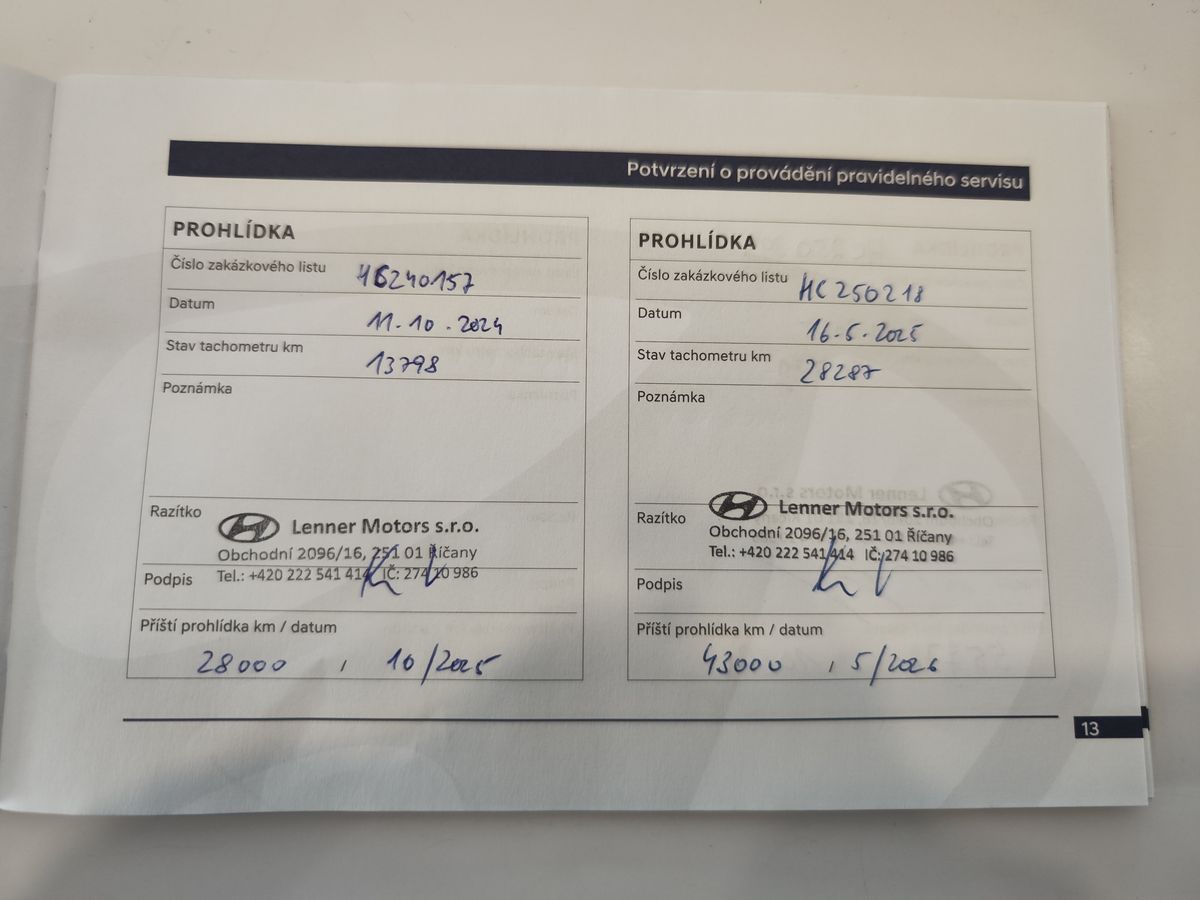 Potvrzení o provádění pravidelného servisu
PROHLÍDKA
Číslo zakázkového listu HC240157
Datum 11.10.2024
Stav tachometru km 13798
Poznámka
Razítko
Lenner Motors s.r.o.
Obchodní 2096/16, 251 01 Říčany
Tel.: +420 222 541 414 IČ: 274 10 986
Podpis
Příští prohlídka km / datum
28000 , 10/2025
PROHLÍDKA
Číslo zakázkového listu HC250218
Datum 16.5.2025
Stav tachometru km 28287
Poznámka
Razítko
Lenner Motors s.r.o.
Obchodní 2096/16, 251 01 Říčany
Tel.: +420 222 541 414 IČ: 274 10 986
Podpis
Příští prohlídka km / datum
43000 , 5/2026
13